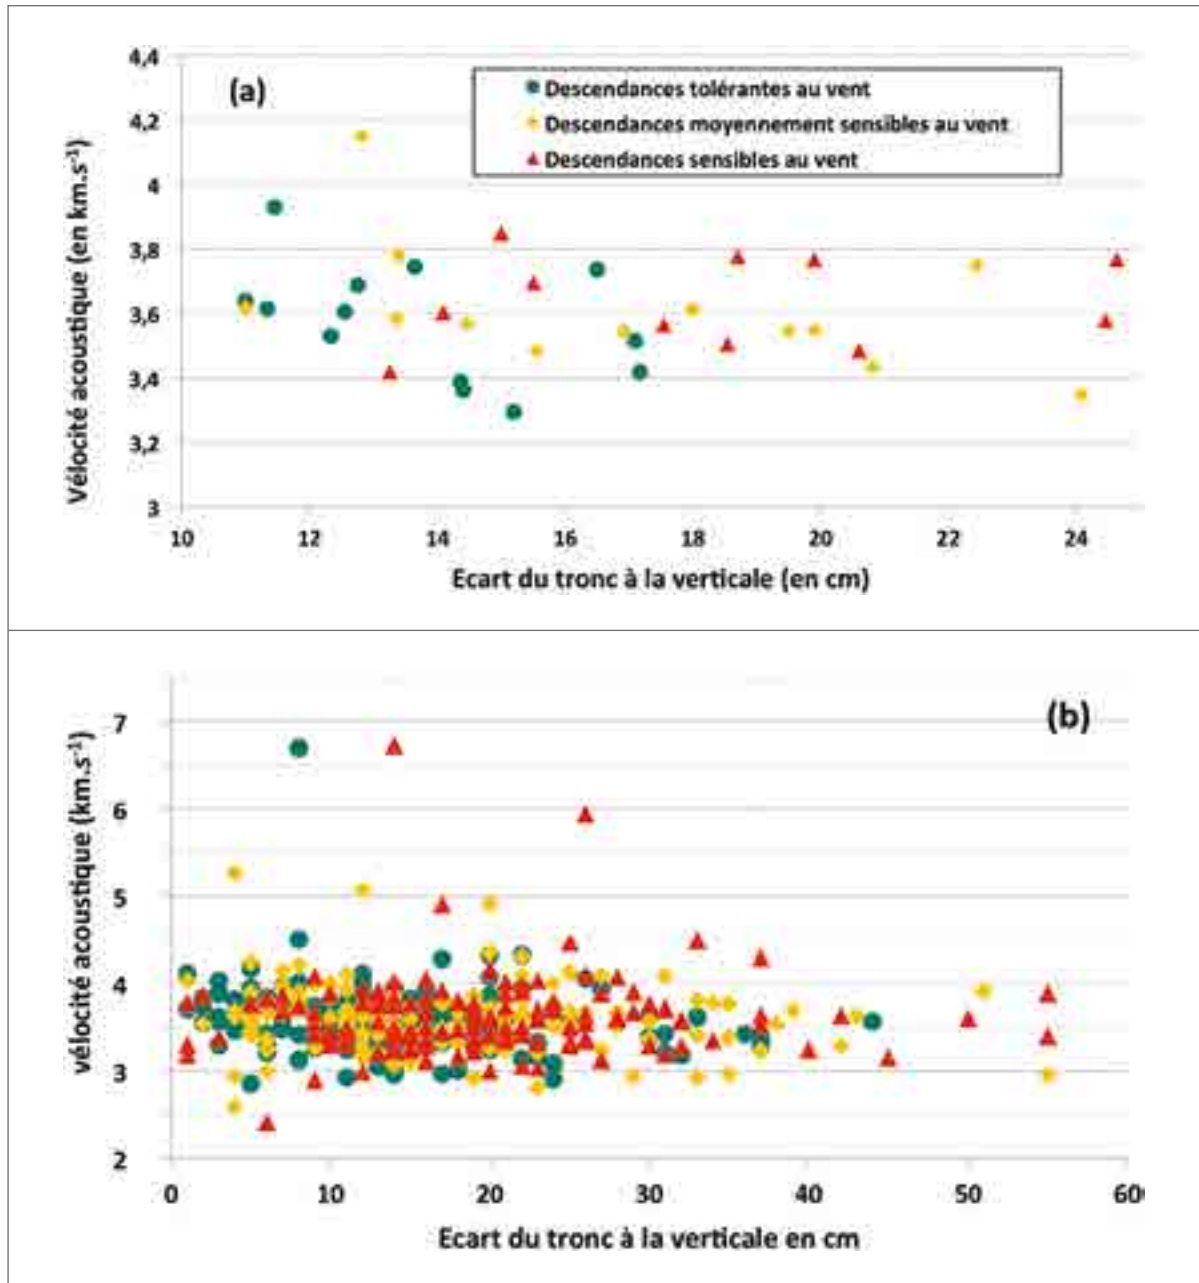 4,4
(a)
Descendances tolérantes au vent
4,2
Descendances moyennement sensibles au vent
Descendances sensibles au vent
4
3,8
3,6
3,4
3,2
3
Vélocité acoustique (en km.s⁻¹)
10 12 14 16 18 20 22 24
Ecart du tronc à la verticale (en cm)
(b)
7
6
5
4
3
2
vélocité acoustique (km.s⁻¹)
0 10 20 30 40 50 60
Ecart du tronc à la verticale en cm